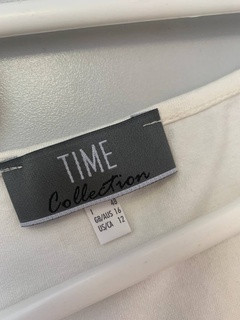 TIME
Collection
I 48
GB/AUS 16
US/CA 12